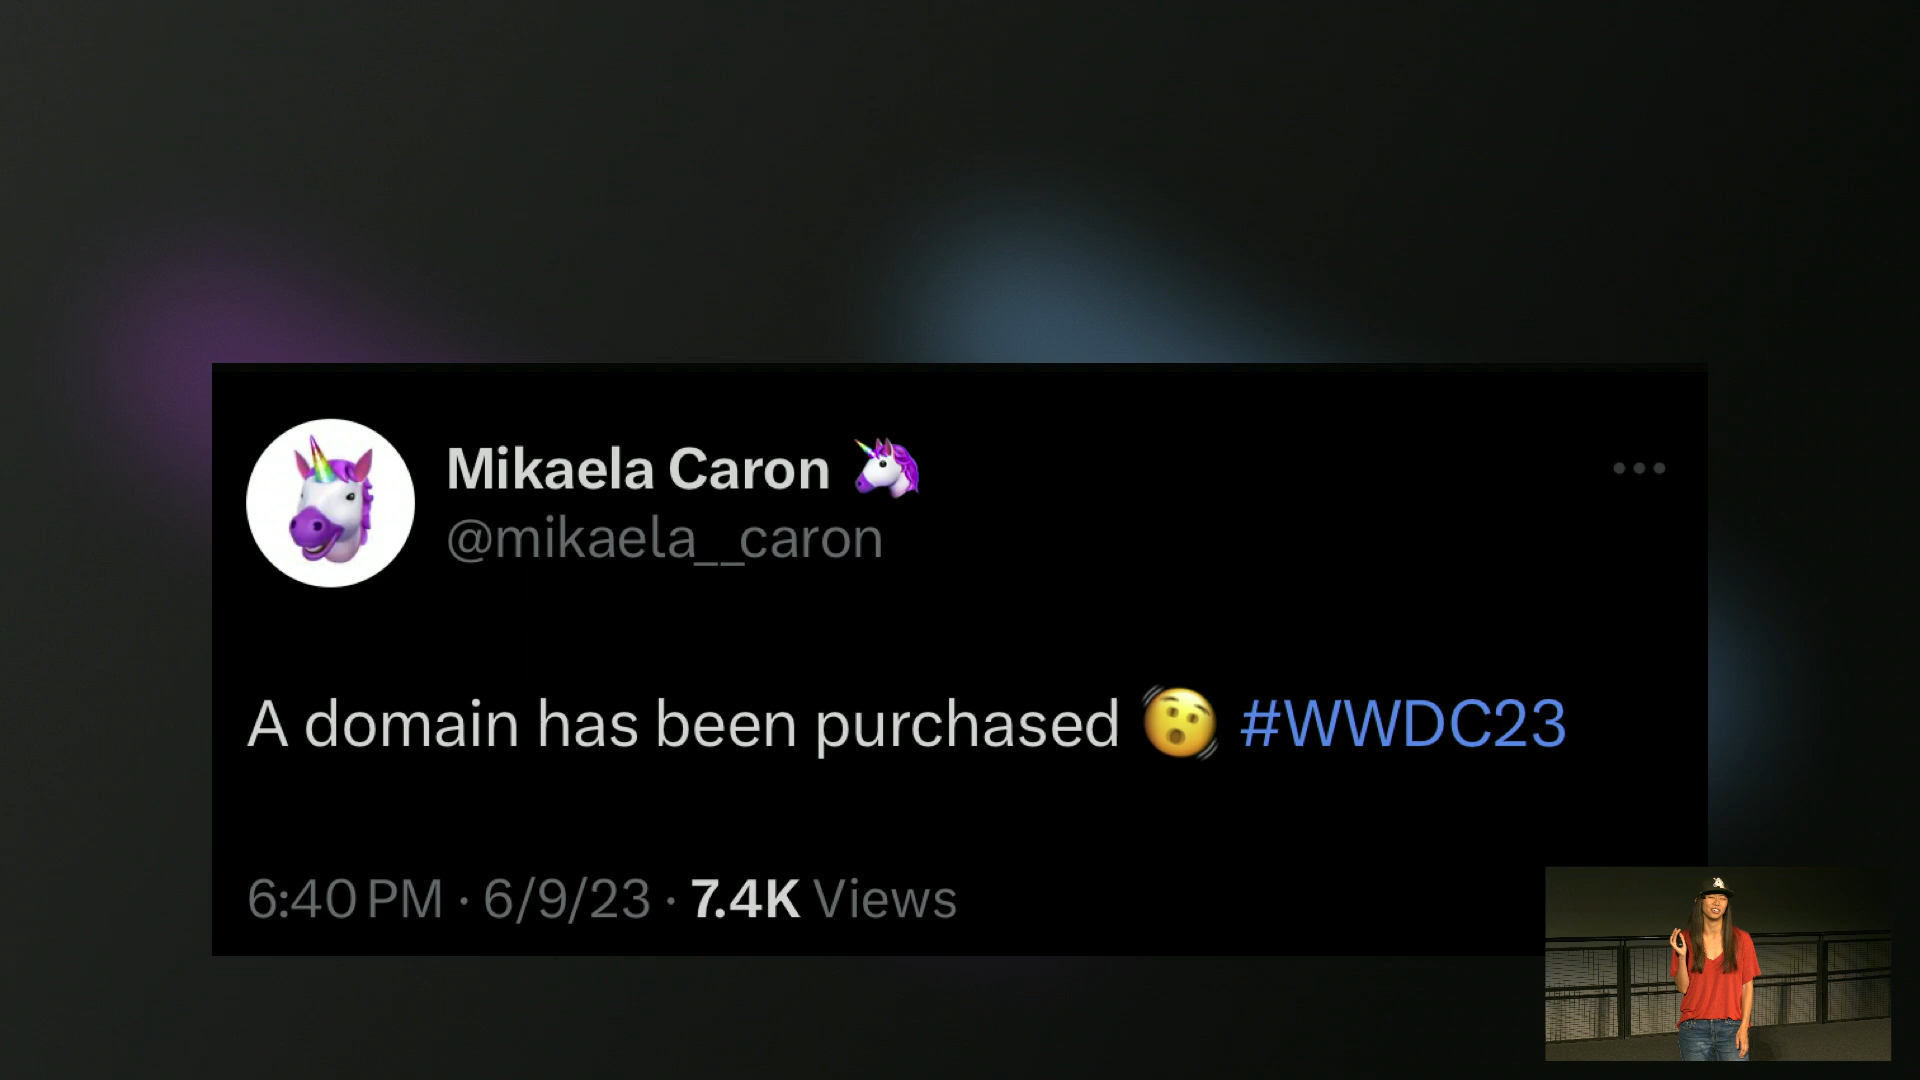 Mikaela Caron 🦄
@mikaela__caron
A domain has been purchased 🫨 #WWDC23
6:40 PM · 6/9/23 · 7.4K Views